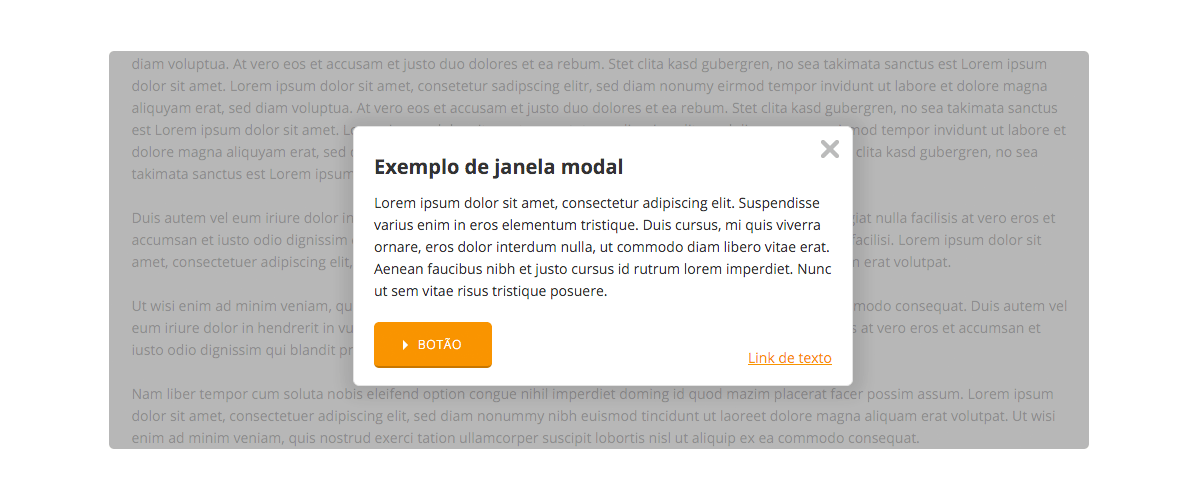 diam voluptua. At vero eos et accusam et justo duo dolores et ea rebum. Stet clita kasd gubergren, no sea takimata sanctus est Lorem ipsum
dolor sit amet. Lorem ipsum dolor sit amet, consetetur sadipscing elitr, sed diam nonumy eirmod tempor invidunt ut labore et dolore magna
aliquyam erat, sed diam voluptua. At vero eos et accusam et justo duo dolores et ea rebum. Stet clita kasd gubergren, no sea takimata sanctus
est Lorem ipsum dolor sit amet. mod tempor invidunt ut labore et
dolore magna aliquyam erat, sed clita kasd gubergren, no sea
takimata sanctus est Lorem ipsum
Exemplo de janela modal
Lorem ipsum dolor sit amet, consectetur adipiscing elit. Suspendisse
varius enim in eros elementum tristique. Duis cursus, mi quis viverra
ornare, eros dolor interdum nulla, ut commodo diam libero vitae erat.
Aenean faucibus nibh et justo cursus id rutrum lorem imperdiet. Nunc
ut sem vitae risus tristique posuere.
BOTÃO
Link de texto
Duis autem vel eum iriure dolor in giat nulla facilisis at vero eros et
accumsan et iusto odio dignissim facilisi. Lorem ipsum dolor sit
amet, consectetuer adipiscing elit, n erat volutpat.
Ut wisi enim ad minim veniam, qu modo consequat. Duis autem vel
eum iriure dolor in hendrerit in vu s at vero eros et accumsan et
iusto odio dignissim qui blandit pr
Nam liber tempor cum soluta nobis eleifend option congue nihil imperdiet doming id quod mazim placerat facer possim assum. Lorem ipsum
dolor sit amet, consectetuer adipiscing elit, sed diam nonummy nibh euismod tincidunt ut laoreet dolore magna aliquam erat volutpat. Ut wisi
enim ad minim veniam, quis nostrud exerci tation ullamcorper suscipit lobortis nisl ut aliquip ex ea commodo consequat.